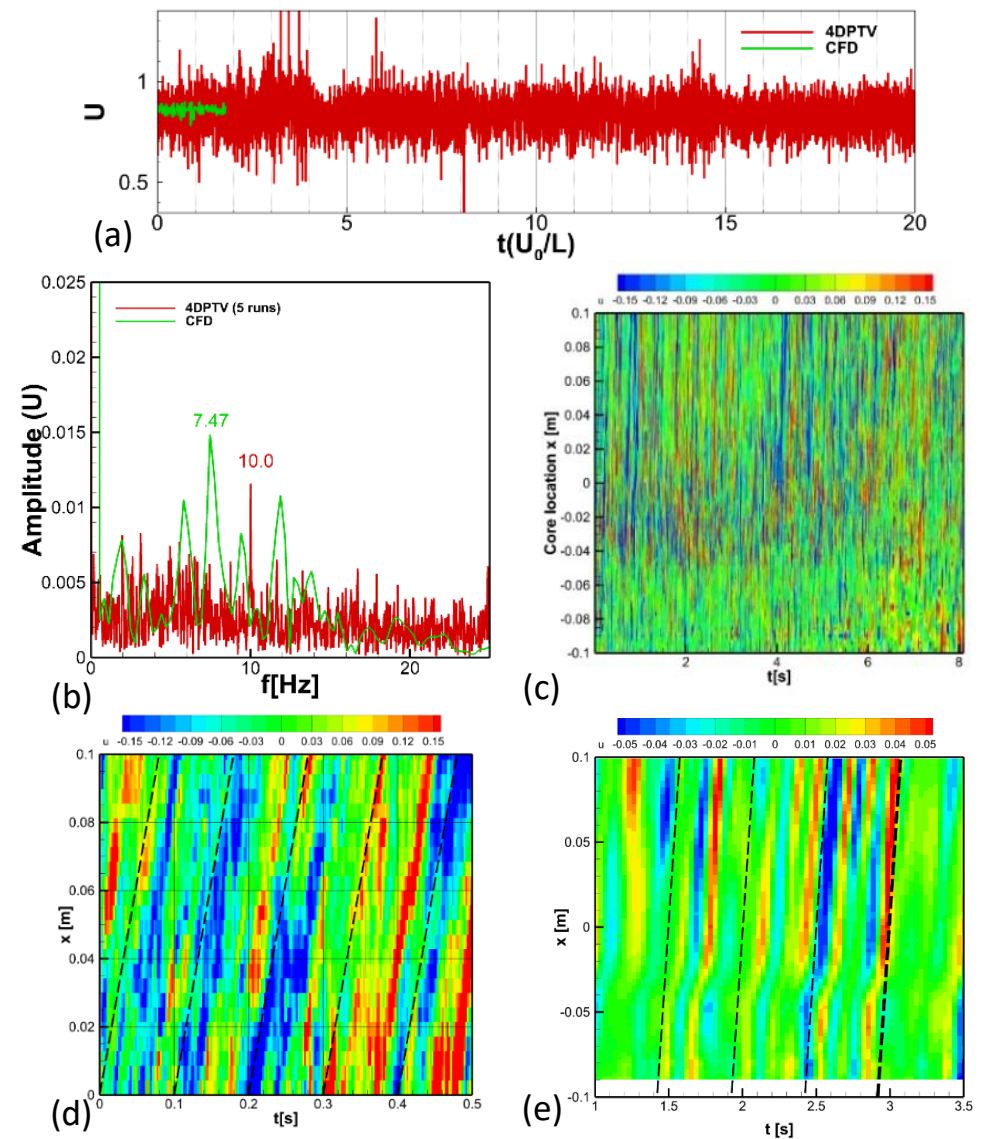 4DPTV
CFD
1
0.5
U
0 5 10 15 20
t(U₀/L)
(a)
0.025
0.02
0.015
0.01
0.005
0
Amplitude (U)
4DPTV (5 runs)
CFD
7.47
10.0
0 10 20
f[Hz]
(b)
u -0.15 -0.12 -0.09 -0.06 -0.03 0 0.03 0.06 0.09 0.12 0.15
0.1
0.08
0.06
0.04
0.02
0
-0.02
-0.04
-0.06
-0.08
-0.1
Core location x [m]
2 4 6 8
t[s]
(c)
u -0.15 -0.12 -0.09 -0.06 -0.03 0 0.03 0.06 0.09 0.12 0.15
0.1
0.08
0.06
0.04
0.02
0
x [m]
0 0.1 0.2 0.3 0.4 0.5
t[s]
(d)
u -0.05 -0.04 -0.03 -0.02 -0.01 0 0.01 0.02 0.03 0.04 0.05
0.1
0.05
0
-0.05
-0.1
x [m]
1 1.5 2 2.5 3 3.5
t [s]
(e)